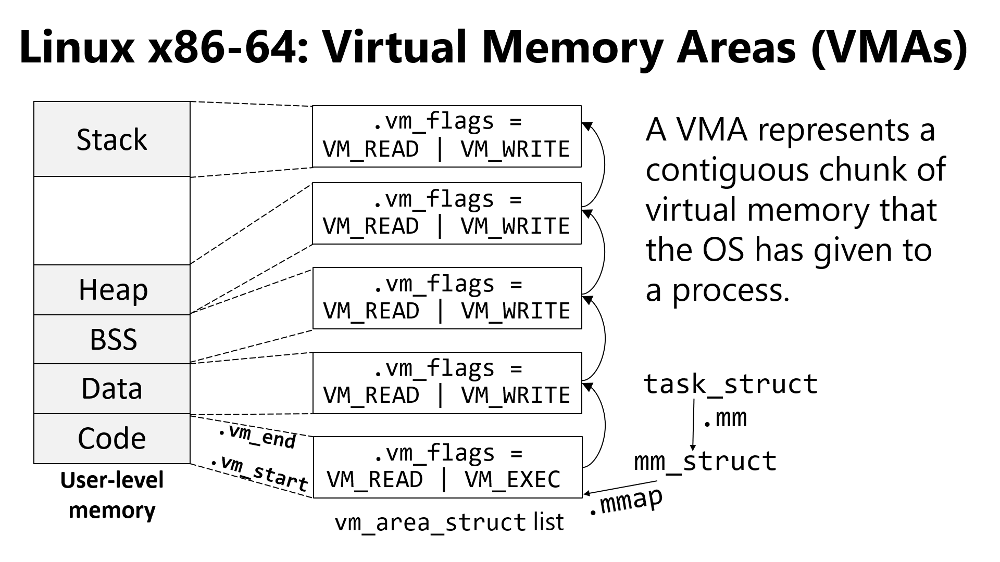 Linux x86-64: Virtual Memory Areas (VMAs)
Stack
Heap
BSS
Data
Code
User-level
memory
.vm_end
.vm_start
.vm_flags =
VM_READ | VM_WRITE
.vm_flags =
VM_READ | VM_WRITE
.vm_flags =
VM_READ | VM_WRITE
.vm_flags =
VM_READ | VM_WRITE
.vm_flags =
VM_READ | VM_EXEC
vm_area_struct list
A VMA represents a
contiguous chunk of
virtual memory that
the OS has given to
a process.
task_struct
.mm
mm_struct
.mmap